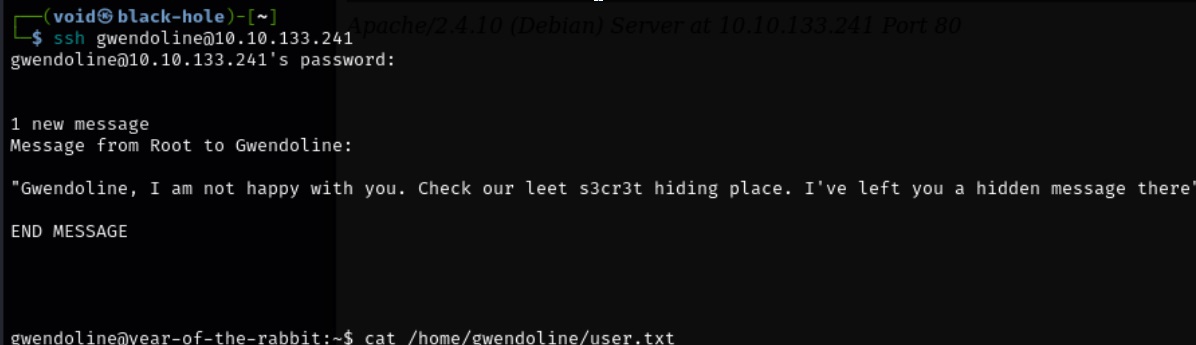 ┌──(void㉿black-hole)-[~]
Apache/2.4.10 (Debian) Server at 10.10.133.241 Port 80
└─$ ssh gwendoline@10.10.133.241
gwendoline@10.10.133.241's password:
1 new message
Message from Root to Gwendoline:
"Gwendoline, I am not happy with you. Check our leet s3cr3t hiding place. I've left you a hidden message there"
END MESSAGE
gwendoline@year-of-the-rabbit:~$ cat /home/gwendoline/user.txt